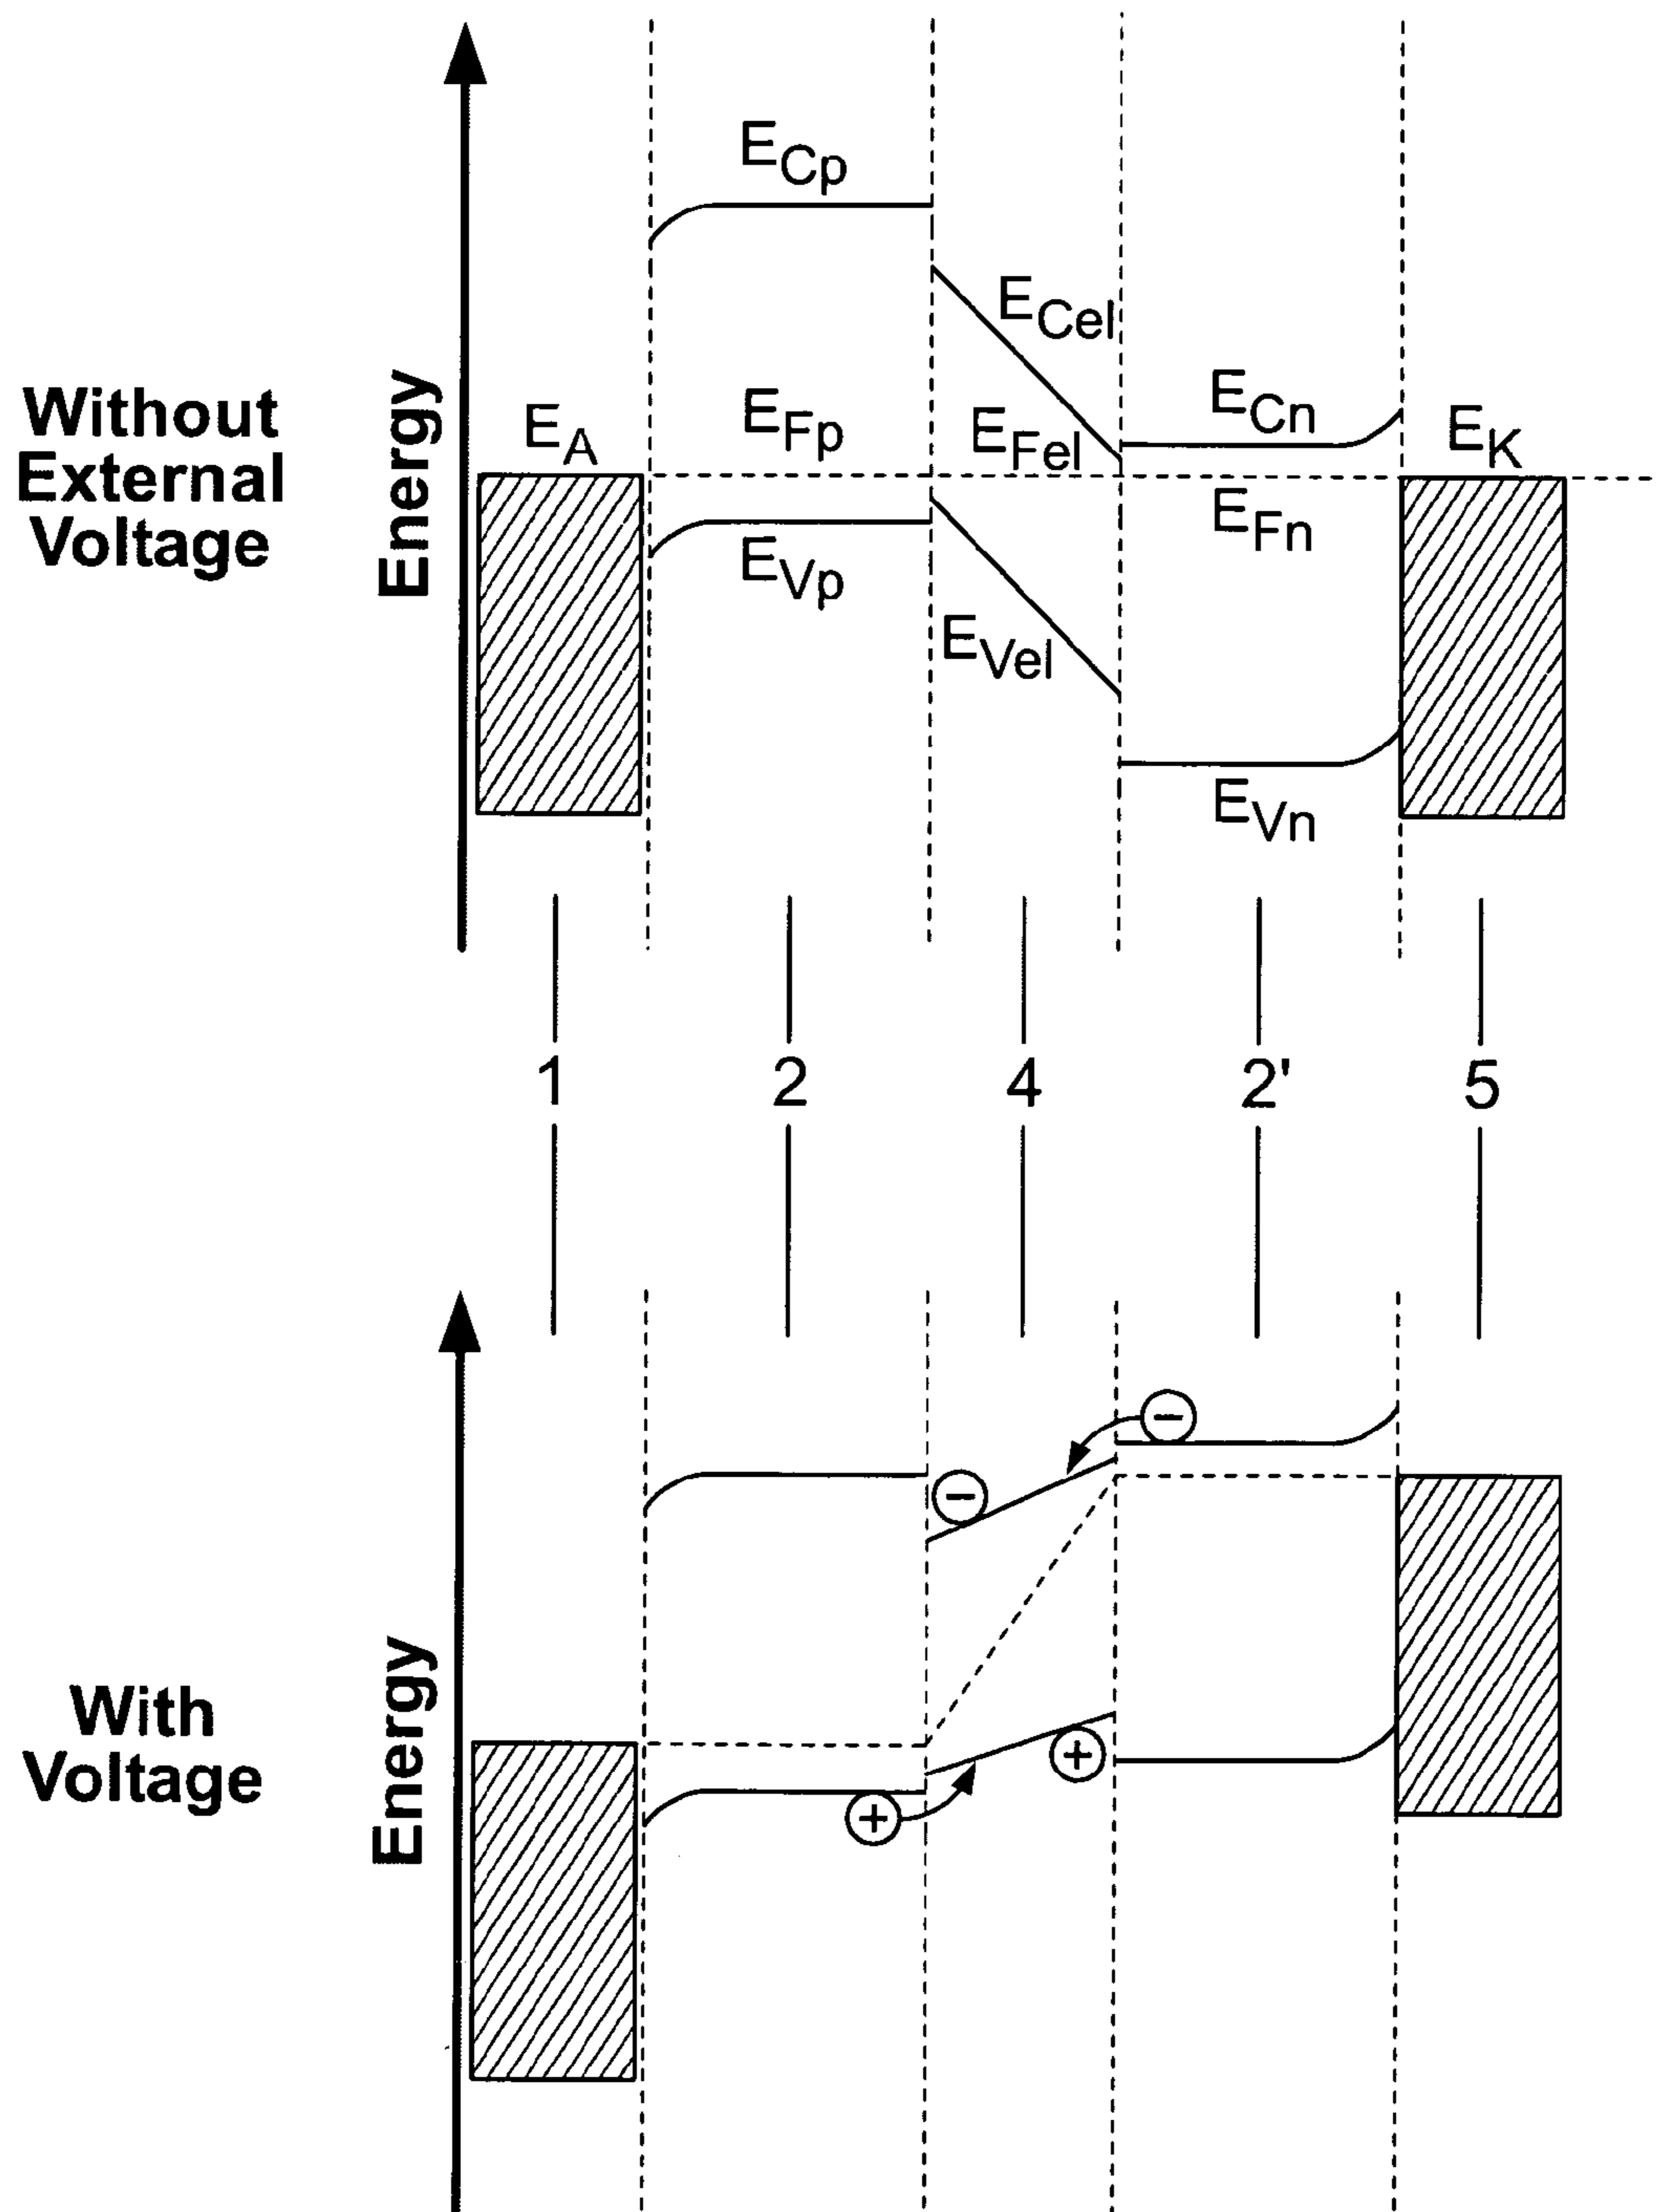 Without
External
Voltage
Energy
E_Cp
E_Cel
E_A
E_Fp
E_Fel
E_Cn
E_K
E_Fn
E_Vp
E_Vel
E_Vn
1 2 4 2' 5
With
Voltage
Energy
−
−
+
+